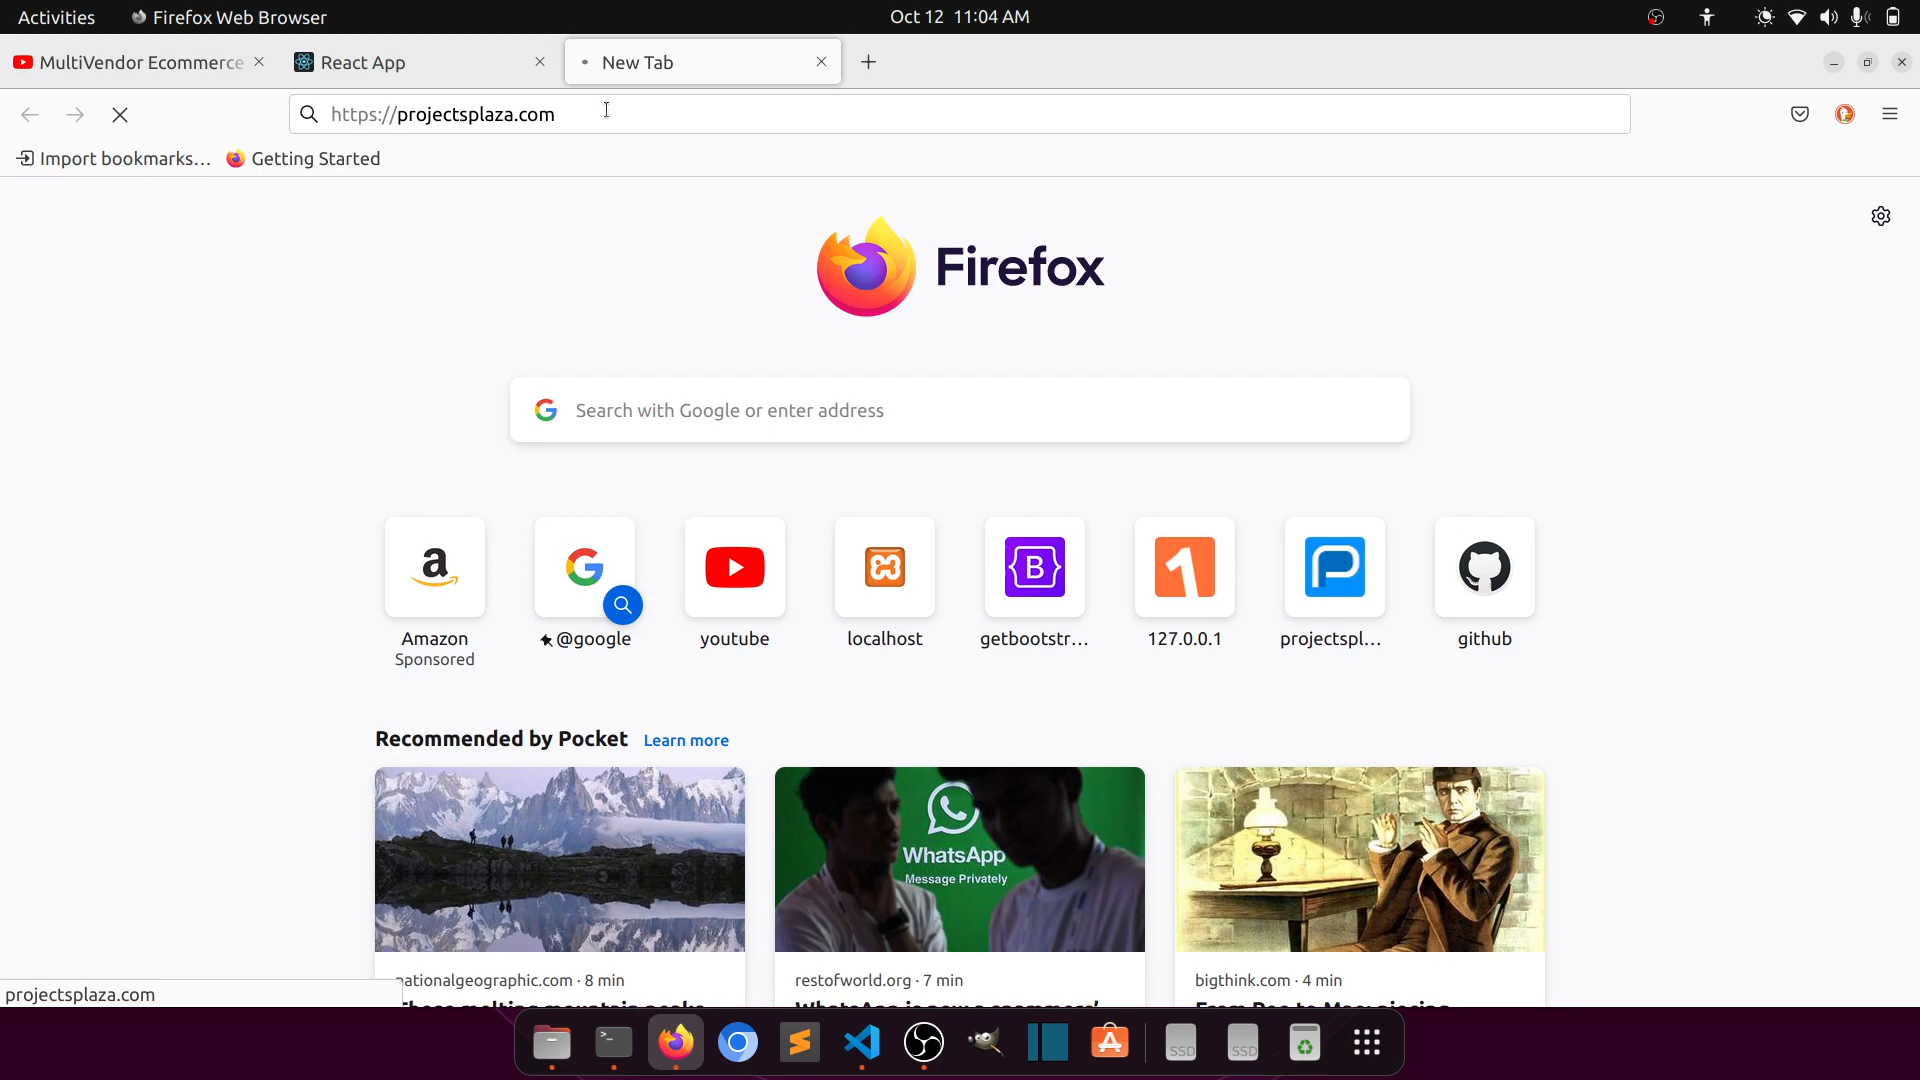 Activities
Firefox Web Browser
Oct 12 11:04 AM
MultiVendor Ecommerce
React App
New Tab
https://projectsplaza.com
Import bookmarks...
Getting Started
Firefox
Search with Google or enter address
Amazon
Sponsored
@google
youtube
localhost
getbootstr...
127.0.0.1
projectspl...
github
Recommended by Pocket
Learn more
WhatsApp
Message Privately
nationalgeographic.com · 8 min
restofworld.org · 7 min
bigthink.com · 4 min
projectsplaza.com
SSD
SSD